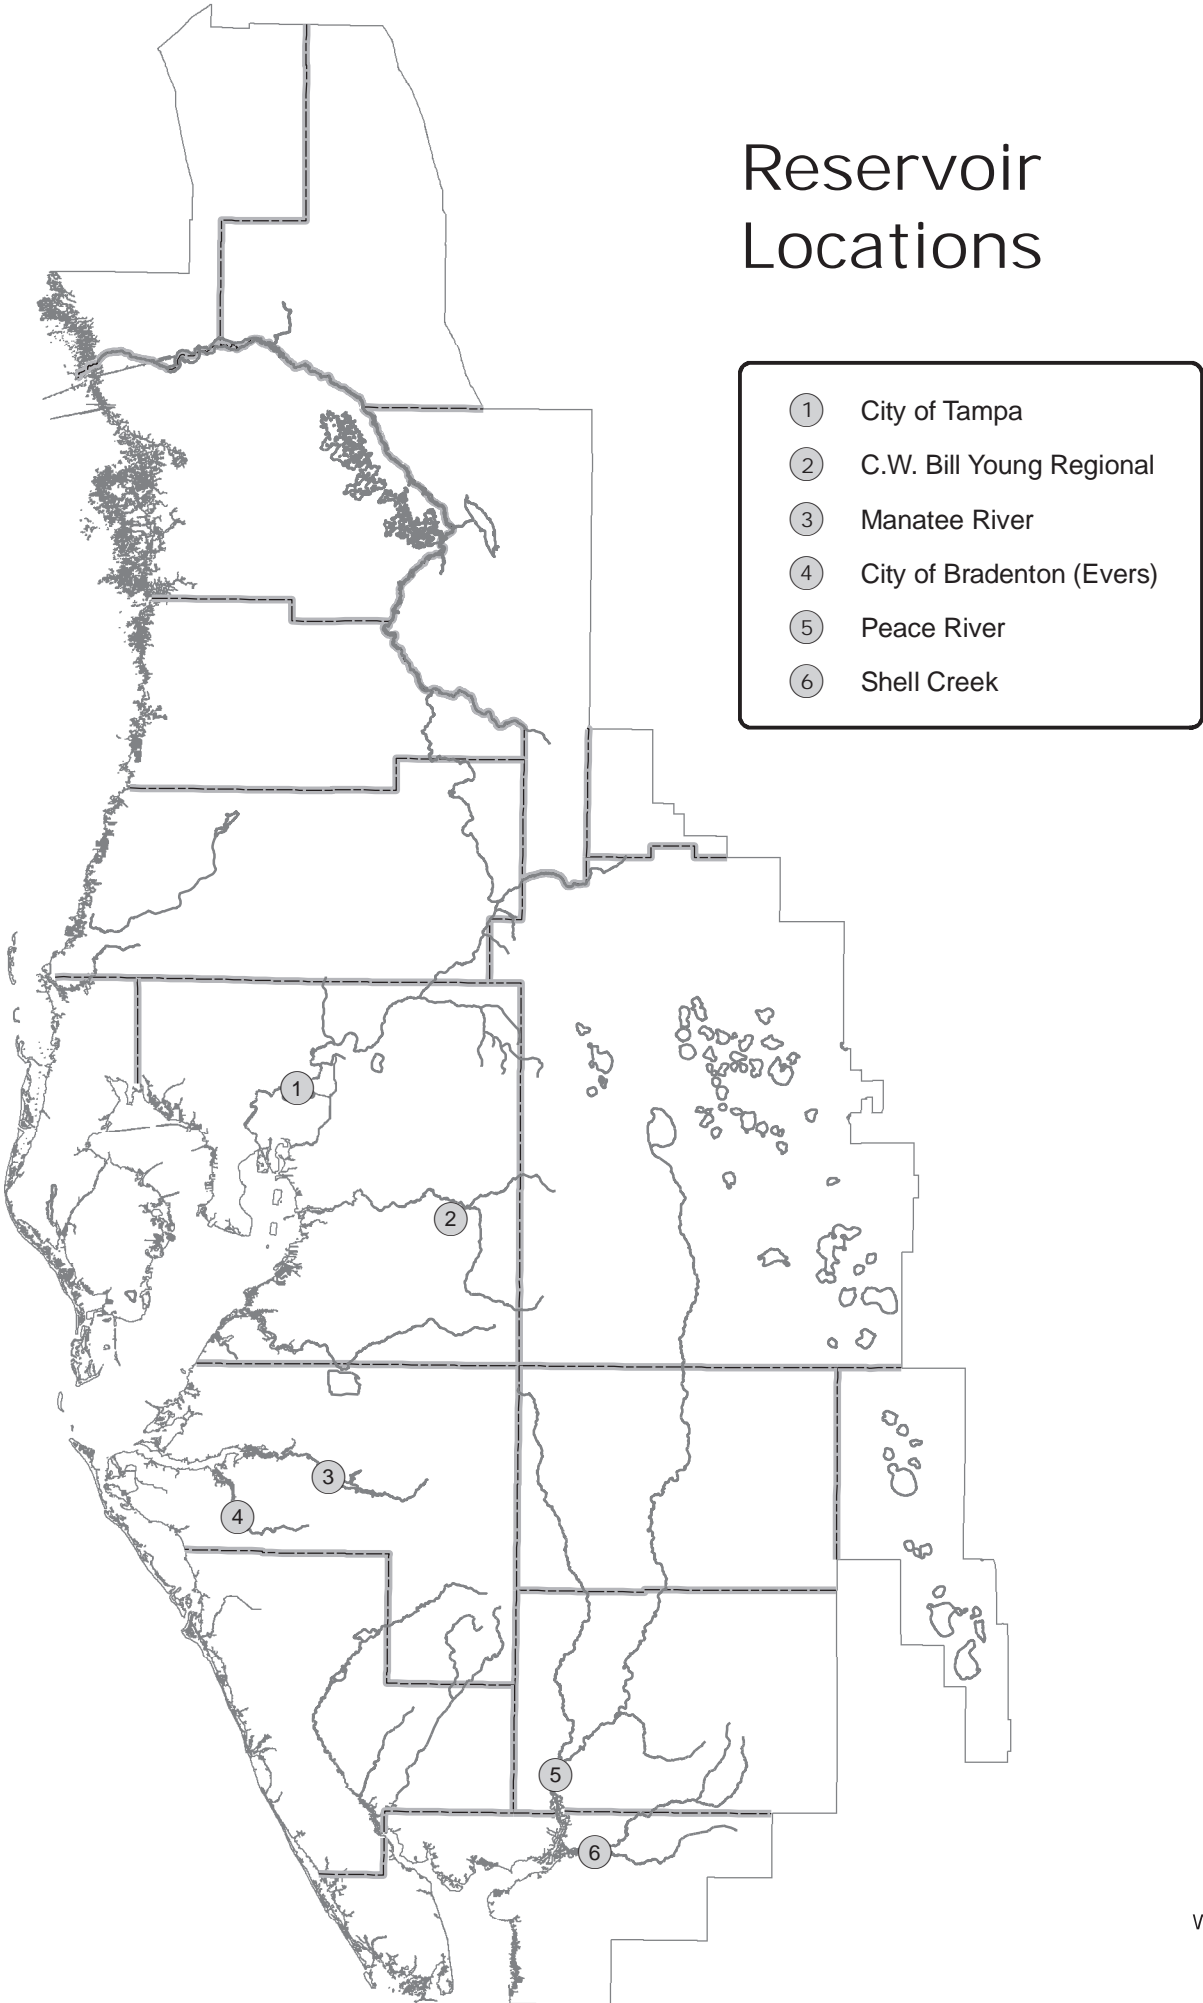 Reservoir
Locations
1 City of Tampa
2 C.W. Bill Young Regional
3 Manatee River
4 City of Bradenton (Evers)
5 Peace River
6 Shell Creek
1
2
3
4
5
6